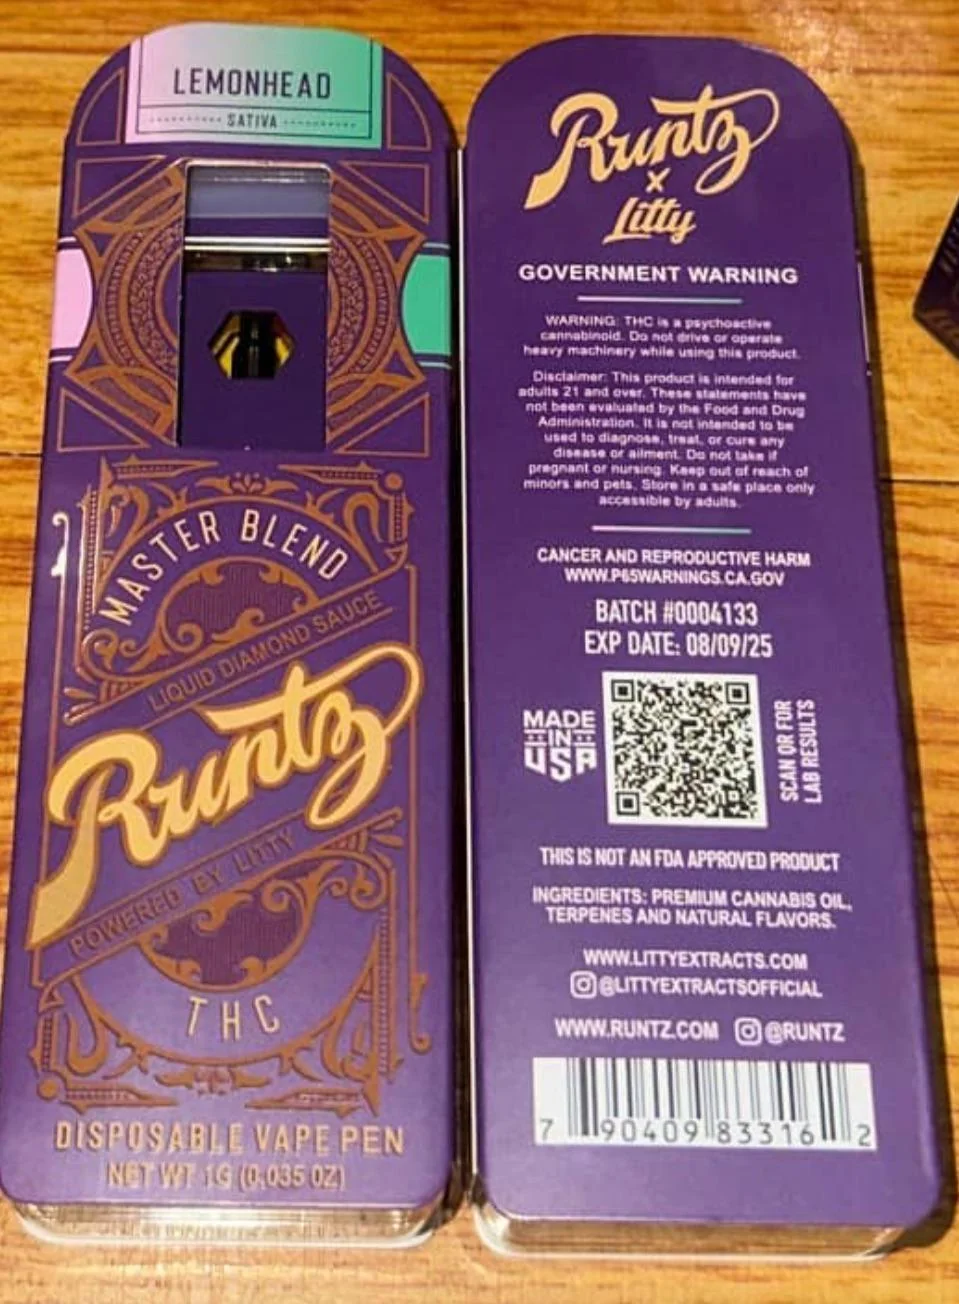 LEMONHEAD
SATIVA
MASTER BLEND
LIQUID DIAMOND SAUCE
Runtz
POWERED BY LITTY
THC
DISPOSABLE VAPE PEN
NET WT 1G (0.035 OZ)
Runtz
X
Litty
GOVERNMENT WARNING
WARNING: THC is a psychoactive
cannabinoid. Do not drive or operate
heavy machinery while using this product.
Disclaimer: This product is intended for
adults 21 and over. These statements have
not been evaluated by the Food and Drug
Administration. It is not intended to be
used to diagnose, treat, or cure any
disease or ailment. Do not take if
pregnant or nursing. Keep out of reach of
minors and pets. Store in a safe place only
accessible by adults.
CANCER AND REPRODUCTIVE HARM
WWW.P65WARNINGS.CA.GOV
BATCH #0004133
EXP DATE: 08/09/25
MADE
IN
USA
SCAN QR FOR
LAB RESULTS
THIS IS NOT AN FDA APPROVED PRODUCT
INGREDIENTS: PREMIUM CANNABIS OIL,
TERPENES AND NATURAL FLAVORS.
WWW.LITTYEXTRACTS.COM
@LITTYEXTRACTSOFFICIAL
WWW.RUNTZ.COM @RUNTZ
7 90409 83316 2